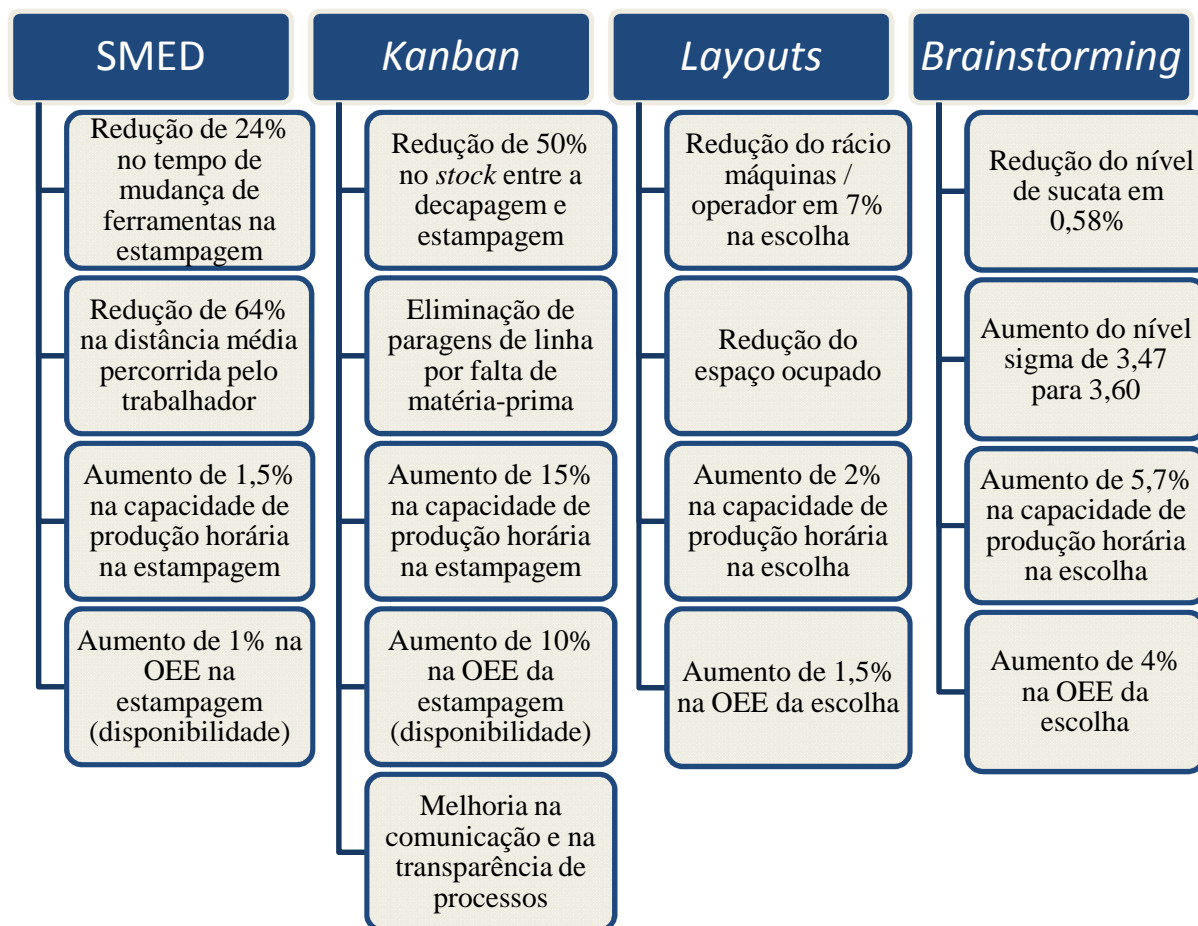 SMED
Redução de 24%
no tempo de
mudança de
ferramentas na
estampagem
Redução de 64%
na distância média
percorrida pelo
trabalhador
Aumento de 1,5%
na capacidade de
produção horária
na estampagem
Aumento de 1% na
OEE na
estampagem
(disponibilidade)
Kanban
Redução de 50%
no stock entre a
decapagem e
estampagem
Eliminação de
paragens de linha
por falta de
matéria-prima
Aumento de 15%
na capacidade de
produção horária
na estampagem
Aumento de 10%
na OEE da
estampagem
(disponibilidade)
Melhoria na
comunicação e na
transparência de
processos
Layouts
Redução do rácio
máquinas /
operador em 7%
na escolha
Redução do
espaço ocupado
Aumento de 2%
na capacidade de
produção horária
na escolha
Aumento de 1,5%
na OEE da escolha
Brainstorming
Redução do nível
de sucata em
0,58%
Aumento do nível
sigma de 3,47
para 3,60
Aumento de 5,7%
na capacidade de
produção horária
na escolha
Aumento de 4%
na OEE da
escolha